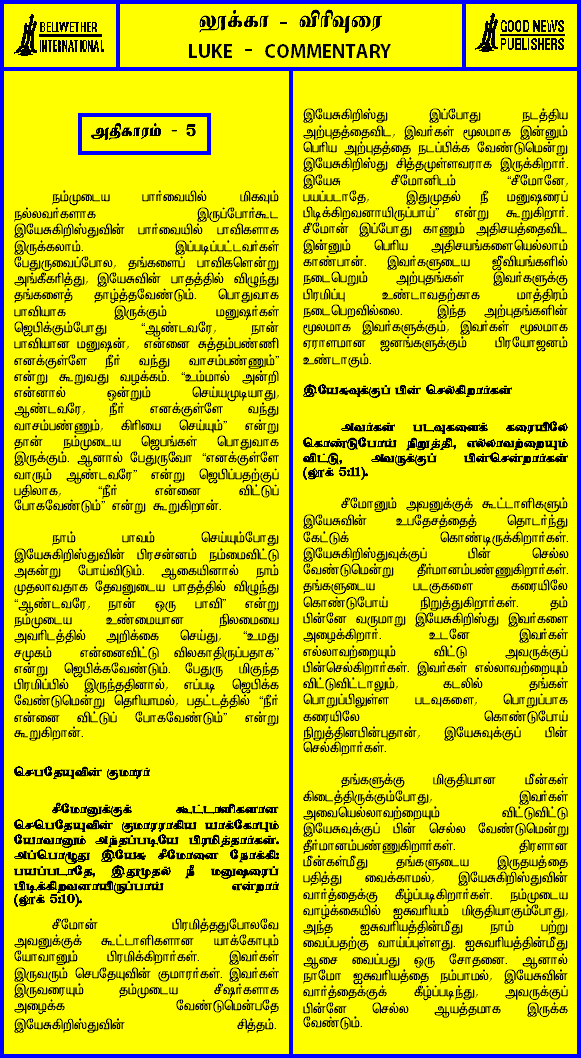 BELLWETHER
INTERNATIONAL
லூக்கா - விரிவுரை
LUKE - COMMENTARY
GOOD NEWS
PUBLISHERS
அதிகாரம் - 5
நம்முடைய பார்வையில் மிகவும்
நல்லவர்களாக இருப்போர்கூட
இயேசுகிறிஸ்துவின் பார்வையில் பாவிகளாக
இருக்கலாம். இப்படிப்பட்டவர்கள்
பேதுருவைப்போல, தங்களைப் பாவிகளென்று
அங்கீகரித்து, இயேசுவின் பாதத்தில் விழுந்து
தங்களை தாழ்த்தவேண்டும். பொதுவாக
பாவியாக இருக்கும் மனுஷர்கள்
ஜெபிக்கும்போது “ஆண்டவரே, நான்
பாவியான மனுஷன், என்னை சுத்தம்பண்ணி
எனக்குள்ளே நீர் வந்து வாசம்பண்ணும்”
என்று கூறுவது வழக்கம். “உம்மால் அன்றி
என்னால் ஒன்றும் செய்யமுடியாது,
ஆண்டவரே, நீர் எனக்குள்ளே வந்து
வாசம்பண்ணும், கிரியை செய்யும்” என்று
தான் நம்முடைய ஜெபங்கள் பொதுவாக
இருக்கும். ஆனால் பேதுருவோ “எனக்குள்ளே
வாரும் ஆண்டவரே” என்று ஜெபிப்பதற்குப்
பதிலாக, “நீர் என்னை விட்டுப்
போகவேண்டும்” என்று கூறுகிறான்.
நாம் பாவம் செய்யும்போது
இயேசுகிறிஸ்துவின் பிரசன்னம் நம்மைவிட்டு
அகன்று போய்விடும். ஆகையினால் நாம்
முதலாவதாக தேவனுடைய பாதத்தில் விழுந்து
“ஆண்டவரே, நான் ஒரு பாவி” என்று
நம்முடைய உண்மையான நிலமையை
அவரிடத்தில் அறிக்கை செய்து, “உமது
சமுகம் என்னைவிட்டு விலகாதிருப்பதாக”
என்று ஜெபிக்கவேண்டும். பேதுரு மிகுந்த
பிரமிப்பில் இருந்ததினால், எப்படி ஜெபிக்க
வேண்டுமென்று தெரியாமல், பதட்டத்தில் “நீர்
என்னை விட்டுப் போகவேண்டும்” என்று
கூறுகிறான்.
செபதேயுவின் குமாரர்
சீமோனுக்குக் கூட்டாளிகளான
செபெதேயுவின் குமாரராகிய யாக்கோபும்
யோவானும் அந்தப்படியே பிரமித்தார்கள்.
அப்பொழுது இயேசு சீமோனை நோக்கி:
பயப்படாதே, இதுமுதல் நீ மனுஷரைப்
பிடிக்கிறவனாயிருப்பாய் என்றார்
(லூக் 5:10).
சீமோன் பிரமித்ததுபோலவே
அவனுக்குக் கூட்டாளிகளான யாக்கோபும்
யோவானும் பிரமிக்கிறார்கள். இவர்கள்
இருவரும் செபதேயுவின் குமாரர்கள். இவர்கள்
இருவரையும் தம்முடைய சீஷர்களாக
அழைக்க வேண்டுமென்பதே
இயேசுகிறிஸ்துவின் சித்தம்.
இயேசுகிறிஸ்து இப்போது நடத்திய
அற்புதத்தைவிட, இவர்கள் மூலமாக இன்னும்
பெரிய அற்புதத்தை நடப்பிக்க வேண்டுமென்று
இயேசுகிறிஸ்து சித்தமுள்ளவராக இருக்கிறார்.
இயேசு சீமோனிடம் “சீமோனே,
பயப்படாதே, இதுமுதல் நீ மனுஷரைப்
பிடிக்கிறவனாயிருப்பாய்” என்று கூறுகிறார்.
சீமோன் இப்போது காணும் அதிசயத்தைவிட
இன்னும் பெரிய அதிசயங்களையெல்லாம்
காண்பான். இவர்களுடைய ஜீவியங்களில்
நடைபெறும் அற்புதங்கள் இவர்களுக்கு
பிரமிப்பு உண்டாவதற்காக மாத்திரம்
நடைபெறவில்லை. இந்த அற்புதங்களின்
மூலமாக இவர்களுக்கும், இவர்கள் மூலமாக
ஏராளமான ஜனங்களுக்கும் பிரயோஜனம்
உண்டாகும்.
இயேசுவுக்குப் பின் செல்கிறார்கள்
அவர்கள் படவுகளைக் கரையிலே
கொண்டுபோய் நிறுத்தி, எல்லாவற்றையும்
விட்டு, அவருக்குப் பின்சென்றார்கள்
(லூக் 5:11).
சீமோனும் அவனுக்குக் கூட்டாளிகளும்
இயேசுவின் உபதேசத்தைத் தொடர்ந்து
கேட்டுக் கொண்டிருக்கிறார்கள்.
இயேசுகிறிஸ்துவுக்குப் பின் செல்ல
வேண்டுமென்று தீர்மானம்பண்ணுகிறார்கள்.
தங்களுடைய படகுகளை கரையிலே
கொண்டுபோய் நிறுத்துகிறார்கள். தம்
பின்னே வருமாறு இயேசுகிறிஸ்து இவர்களை
அழைக்கிறார். உடனே இவர்கள்
எல்லாவற்றையும் விட்டு அவருக்குப்
பின்செல்கிறார்கள். இவர்கள் எல்லாவற்றையும்
விட்டுவிட்டாலும், கடலில் தங்கள்
பொறுப்பிலுள்ள படவுகளை, பொறுப்பாக
கரையிலே கொண்டுபோய்
நிறுத்தினபின்புதான், இயேசுவுக்குப் பின்
செல்கிறார்கள்.
தங்களுக்கு மிகுதியான மீன்கள்
கிடைத்திருக்கும்போது, இவர்கள்
அவையெல்லாவற்றையும் விட்டுவிட்டு
இயேசுவுக்குப் பின் செல்ல வேண்டுமென்று
தீர்மானம்பண்ணுகிறார்கள். திரளான
மீன்கள்மீது தங்களுடைய இருதயத்தை
பதித்து வைக்காமல், இயேசுகிறிஸ்துவின்
வார்த்தைக்கு கீழ்ப்படிகிறார்கள். நம்முடைய
வாழ்க்கையில் ஐசுவரியம் மிகுதியாகும்போது,
அந்த ஐசுவரியத்தின்மீது நாம் பற்று
வைப்பதற்கு வாய்ப்புள்ளது. ஐசுவரியத்தின்மீது
ஆசை வைப்பது ஒரு சோதனை. ஆனால்
நாமோ ஐசுவரியத்தை நம்பாமல், இயேசுவின்
வார்த்தைக்குக் கீழ்ப்படிந்து, அவருக்குப்
பின்னே செல்ல ஆயத்தமாக இருக்க
வேண்டும்.